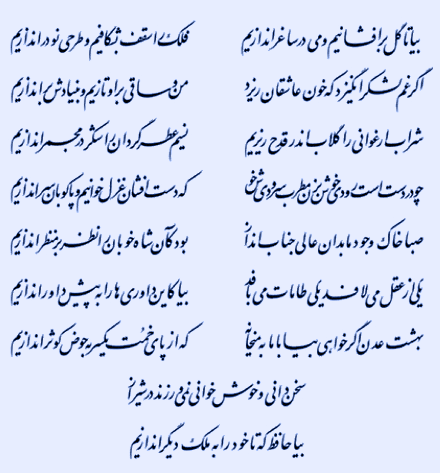 بیا تا گل برافشانیم و می در ساغر اندازیم فلک را سقف بشکافیم و طرحی نو دراندازیم
اگر غم لشکر انگیزد که خون عاشقان ریزد من و ساقی بر او تازیم و بنیادش براندازیم
شراب ارغوانی را گلاب اندر قدح ریزیم نسیم عطرگردان را شکر در مجمر اندازیم
چو در دست است رودی خوش بزن مطرب سرودی خوش که دست افشان غزل خوانیم و پاکوبان سر اندازیم
صبا خاک وجود ما بدان عالی جناب انداز بود کان شاه خوبان را نظر بر منظر اندازیم
یکی از عقل می لافد یکی طامات می بافد بیا کاین داوری ها را به پیش داور اندازیم
بهشت عدن اگر خواهی بیا با ما به میخانه که از پای خمت یکسر به حوض کوثر اندازیم
سخن دانی و خوش خوانی نمی ورزند در شیراز
بیا حافظ که تا خود را به ملک دیگر اندازیم